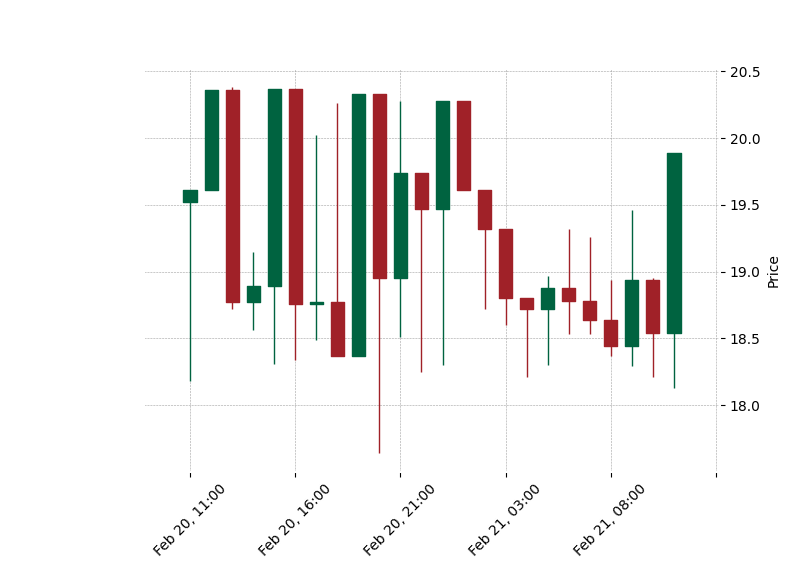 20.5
20.0
19.5
19.0
18.5
18.0
Price
Feb 20, 11:00
Feb 20, 16:00
Feb 20, 21:00
Feb 21, 03:00
Feb 21, 08:00